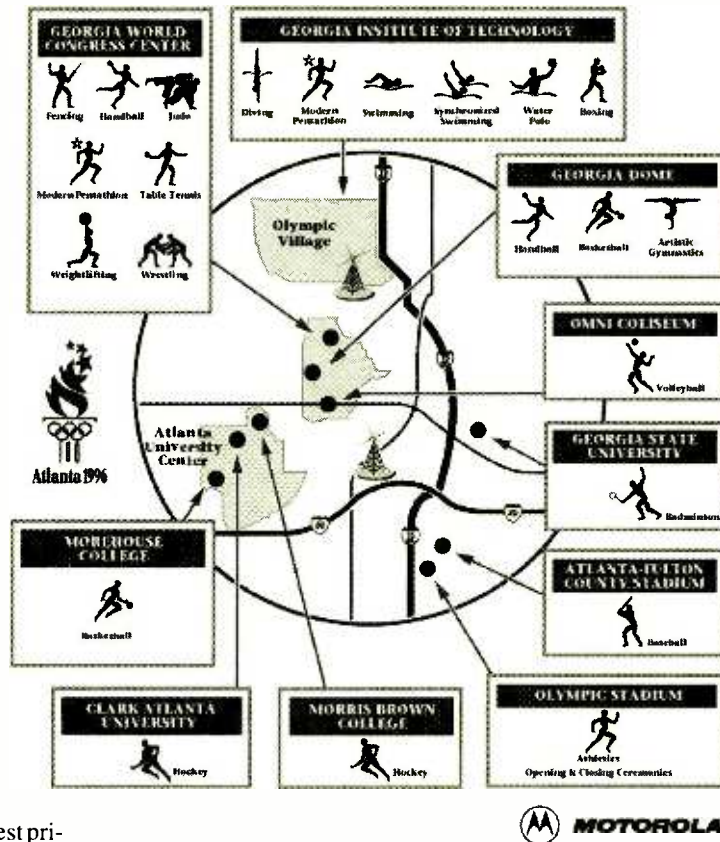 GEORGIA WORLD
CONGRESS CENTER
Fencing Handball Judo
Modern Pentathlon Table Tennis
Weightlifting Wrestling
GEORGIA INSTITUTE OF TECHNOLOGY
Diving Modern Pentathlon Swimming Synchronized Swimming Water Polo Boxing
GEORGIA DOME
Handball Basketball Artistic Gymnastics
Olympic
Village
OMNI COLISEUM
Volleyball
Atlanta 1996
Atlanta
University
Center
GEORGIA STATE
UNIVERSITY
Badminton
MOREHOUSE
COLLEGE
Basketball
ATLANTA-FULTON
COUNTY STADIUM
Baseball
CLARK ATLANTA
UNIVERSITY
Hockey
MORRIS BROWN
COLLEGE
Hockey
OLYMPIC STADIUM
Athletics
Opening & Closing Ceremonies
est pri-
MOTOROLA